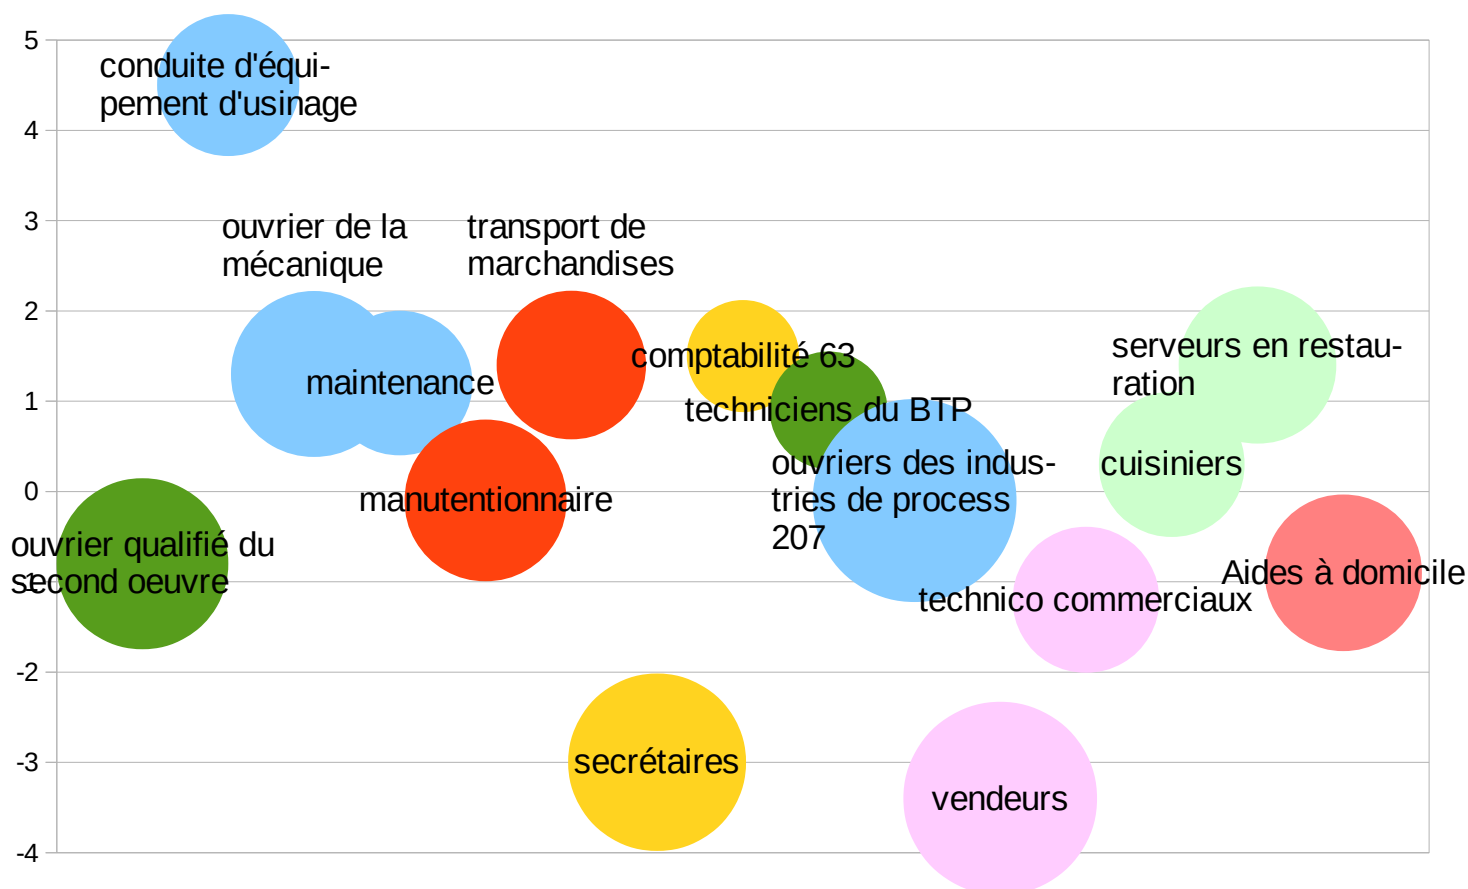 5
conduite d'équi-
pement d'usinage
4
3
ouvrier de la
mécanique
transport de
marchandises
2
comptabilité 63
serveurs en restau-
ration
maintenance
1
techniciens du BTP
ouvriers des indus-
tries de process
207
cuisiniers
0
manutentionnaire
ouvrier qualifié du
second oeuvre
-1
Aides à domicile
technico commerciaux
-2
-3
secrétaires
vendeurs
-4